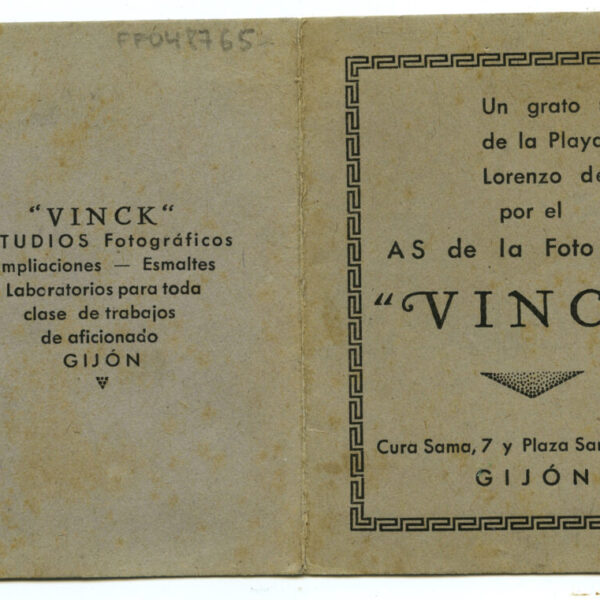 FF048765
"VINCK"
TUDIOS Fotográficos
mpliaciones — Esmaltes
Laboratorios para toda
clase de trabajos
de aficionado
GIJÓN
Un grato
de la Playa
Lorenzo de
por el
AS de la Foto
"VINC
Cura Sama, 7 y Plaza San
GIJÓN